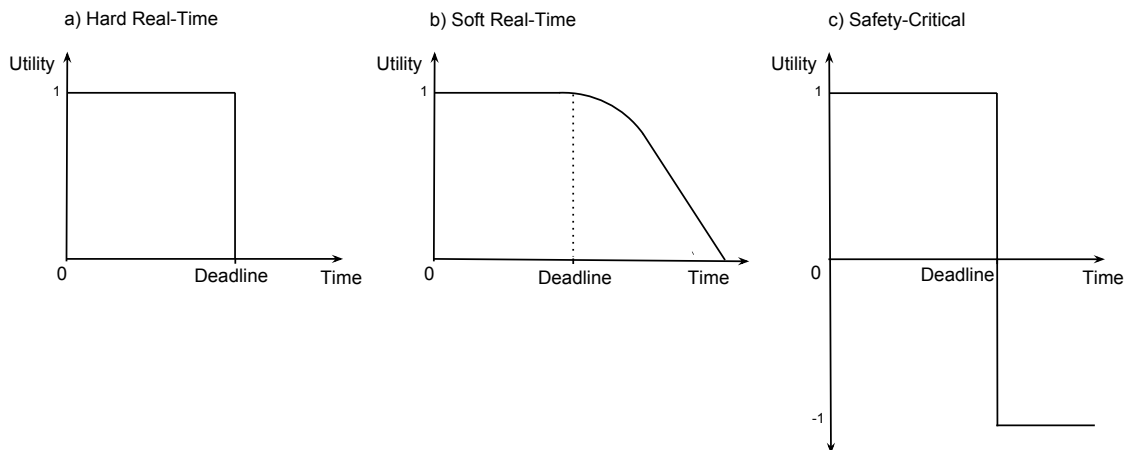 a) Hard Real-Time
Utility
1
0
Deadline
Time
b) Soft Real-Time
Utility
1
0
Deadline
Time
c) Safety-Critical
Utility
1
0
Deadline
Time
-1